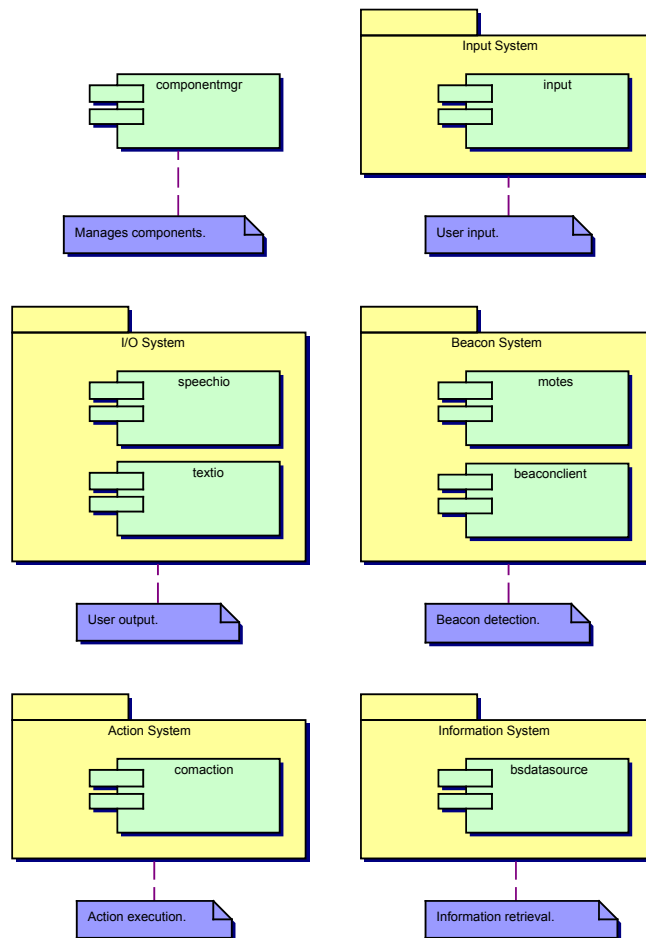 componentmgr
Manages components.
Input System
input
User input.
I/O System
speechio
textio
User output.
Beacon System
motes
beaconclient
Beacon detection.
Action System
comaction
Action execution.
Information System
bsdatasource
Information retrieval.